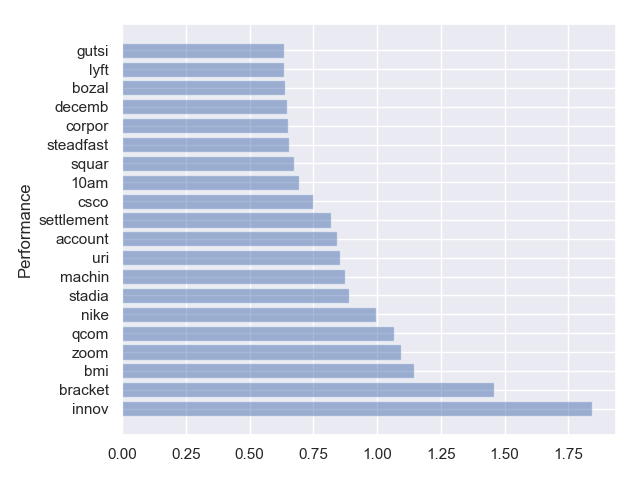 gutsi
lyft
bozal
decemb
corpor
steadfast
squar
10am
csco
settlement
account
uri
machin
stadia
nike
qcom
zoom
bmi
bracket
innov
Performance
0.00 0.25 0.50 0.75 1.00 1.25 1.50 1.75